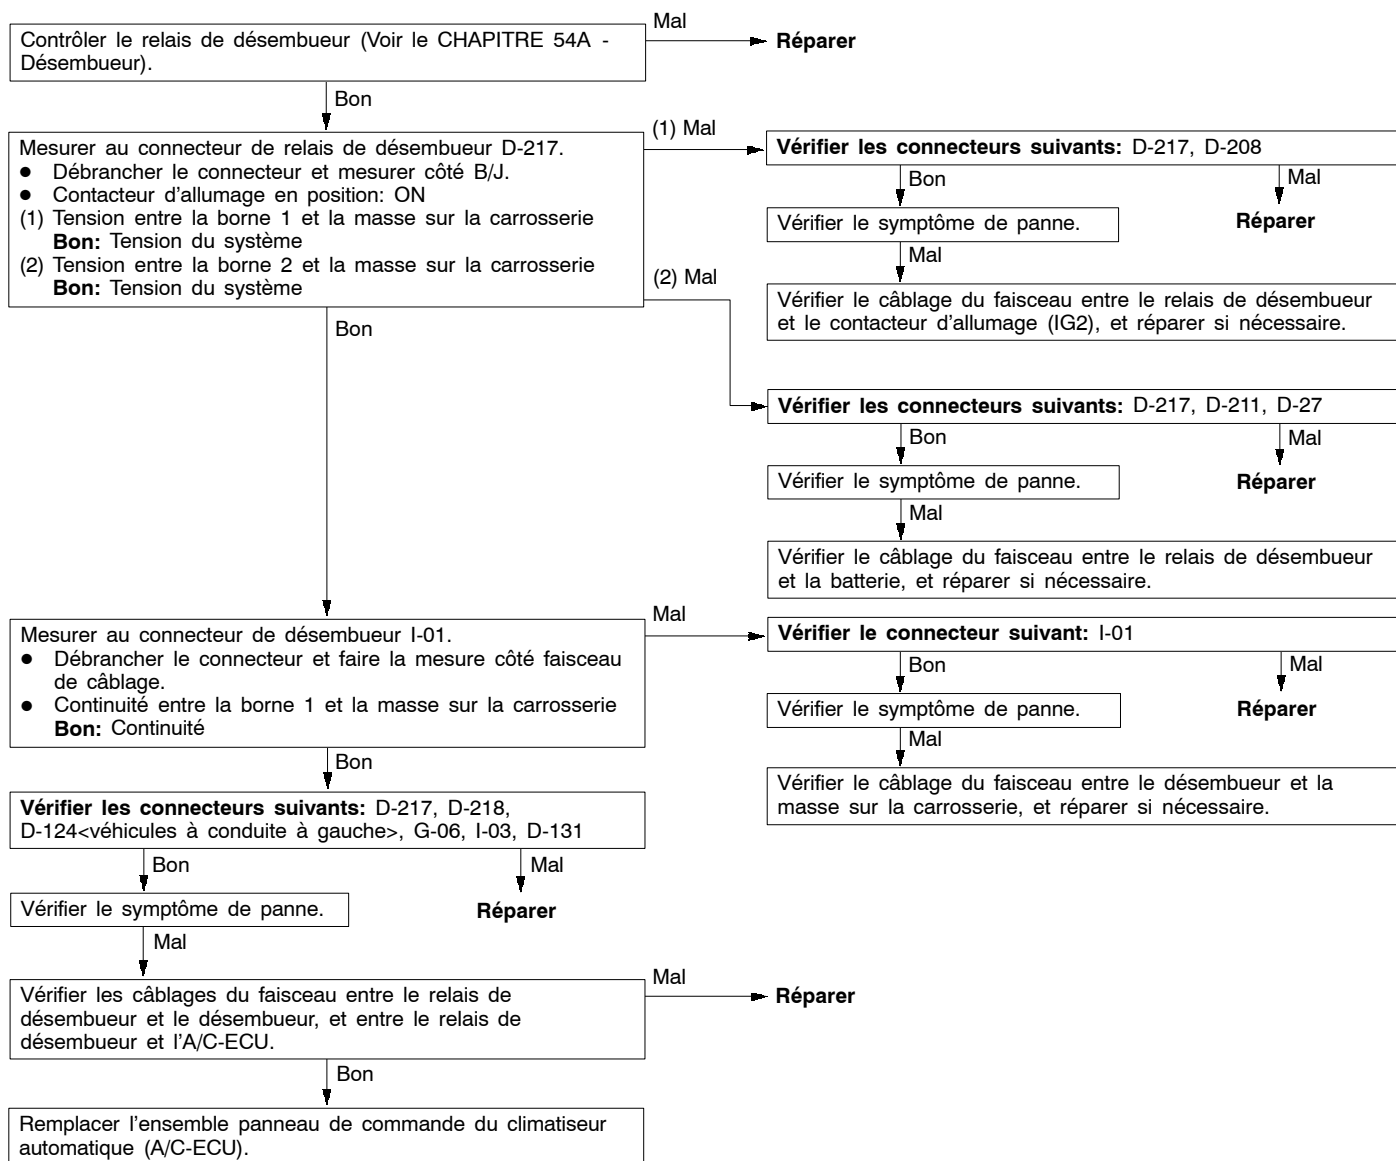 Contrôler le relais de désembueur (Voir le CHAPITRE 54A -
Désembueur).
Mal
Réparer
Bon
Mesurer au connecteur de relais de désembueur D-217.
● Débrancher le connecteur et mesurer côté B/J.
● Contacteur d'allumage en position: ON
(1) Tension entre la borne 1 et la masse sur la carrosserie
Bon: Tension du système
(2) Tension entre la borne 2 et la masse sur la carrosserie
Bon: Tension du système
(1) Mal
Vérifier les connecteurs suivants: D-217, D-208
Bon
Mal
Vérifier le symptôme de panne.
Réparer
Mal
Vérifier le câblage du faisceau entre le relais de désembueur
et le contacteur d'allumage (IG2), et réparer si nécessaire.
(2) Mal
Vérifier les connecteurs suivants: D-217, D-211, D-27
Bon
Mal
Vérifier le symptôme de panne.
Réparer
Mal
Vérifier le câblage du faisceau entre le relais de désembueur
et la batterie, et réparer si nécessaire.
Bon
Mesurer au connecteur de désembueur I-01.
● Débrancher le connecteur et faire la mesure côté faisceau
de câblage.
● Continuité entre la borne 1 et la masse sur la carrosserie
Bon: Continuité
Mal
Vérifier le connecteur suivant: I-01
Bon
Mal
Vérifier le symptôme de panne.
Réparer
Mal
Vérifier le câblage du faisceau entre le désembueur et la
masse sur la carrosserie, et réparer si nécessaire.
Bon
Vérifier les connecteurs suivants: D-217, D-218,
D-124<véhicules à conduite à gauche>, G-06, I-03, D-131
Bon
Mal
Vérifier le symptôme de panne.
Réparer
Mal
Vérifier les câblages du faisceau entre le relais de
désembueur et le désembueur, et entre le relais de
désembueur et l'A/C-ECU.
Mal
Réparer
Bon
Remplacer l'ensemble panneau de commande du climatiseur
automatique (A/C-ECU).